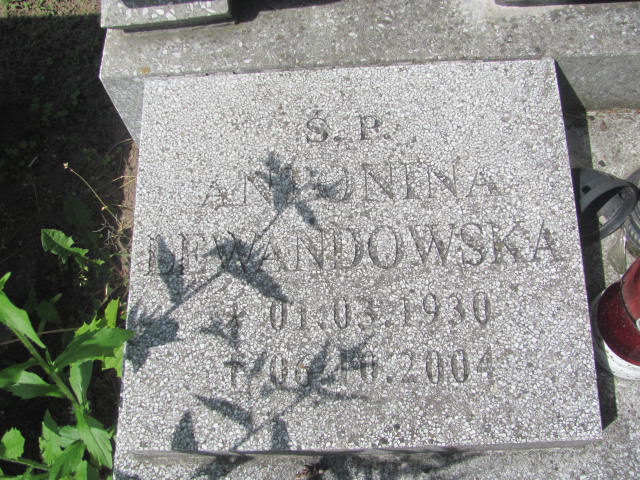 Ś. P.
ANTONINA
LEWANDOWSKA
* 01.03.1930
† 06.10.2004